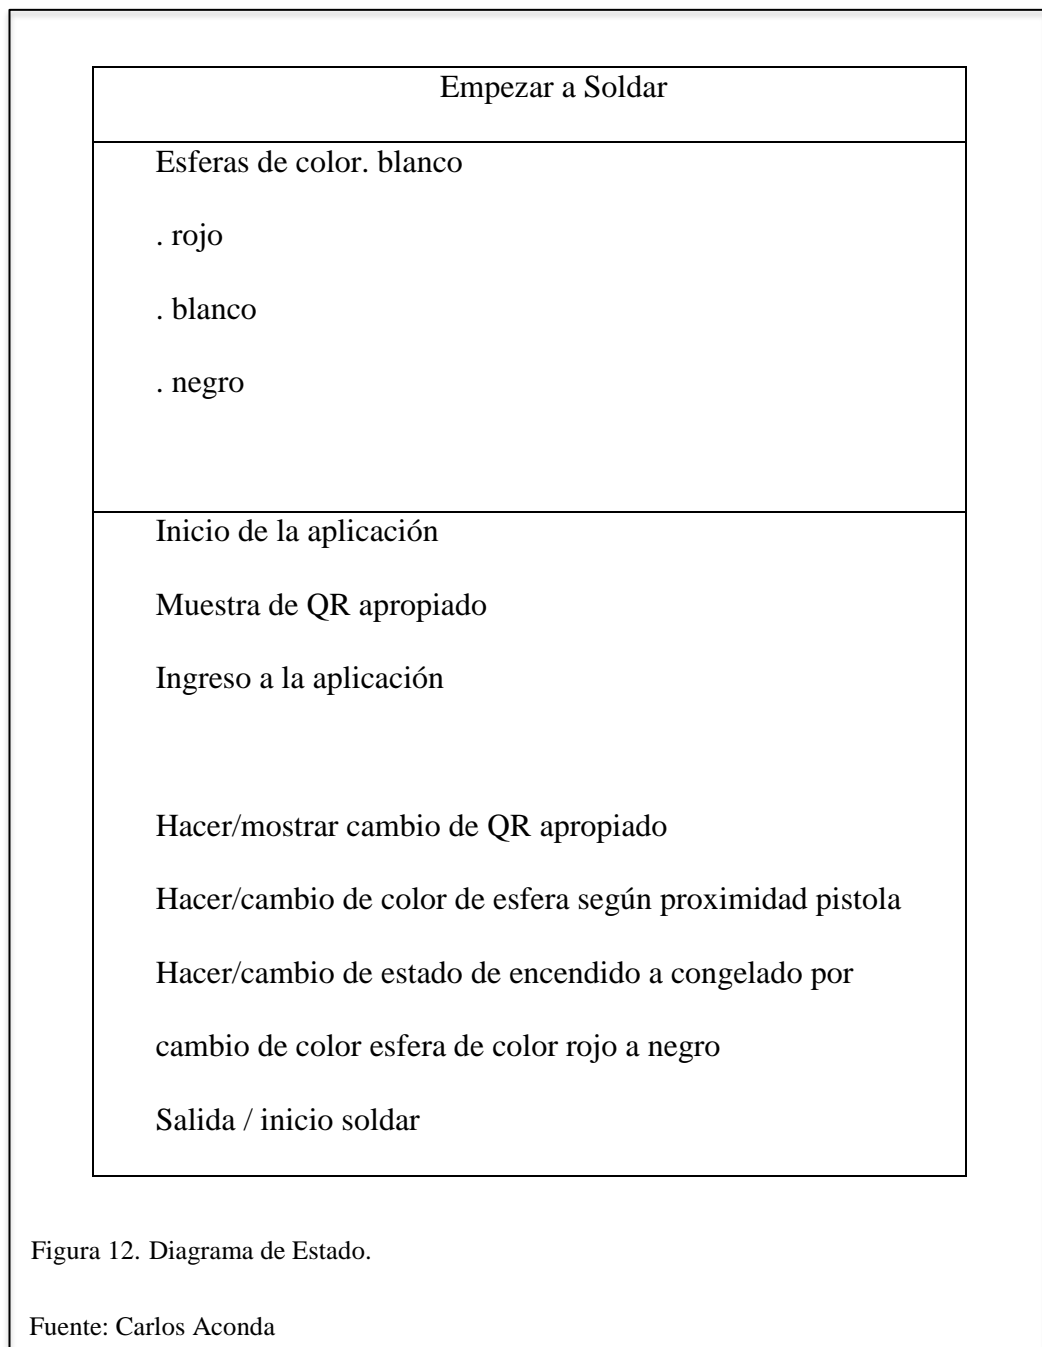 Empezar a Soldar
Esferas de color. blanco
. rojo
. blanco
. negro
Inicio de la aplicación
Muestra de QR apropiado
Ingreso a la aplicación
Hacer/mostrar cambio de QR apropiado
Hacer/cambio de color de esfera según proximidad pistola
Hacer/cambio de estado de encendido a congelado por
cambio de color esfera de color rojo a negro
Salida / inicio soldar
Figura 12. Diagrama de Estado.
Fuente: Carlos Aconda